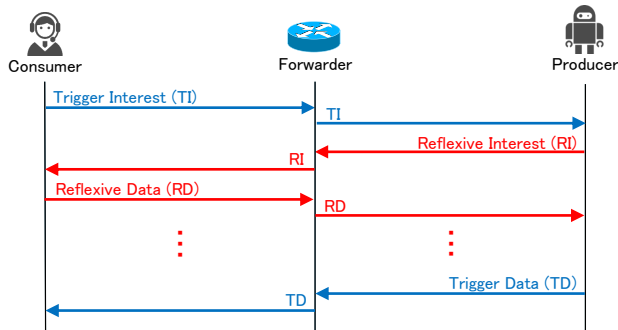 Consumer
Forwarder
Producer
Trigger Interest (TI)
TI
Reflexive Interest (RI)
RI
Reflexive Data (RD)
RD
Trigger Data (TD)
TD